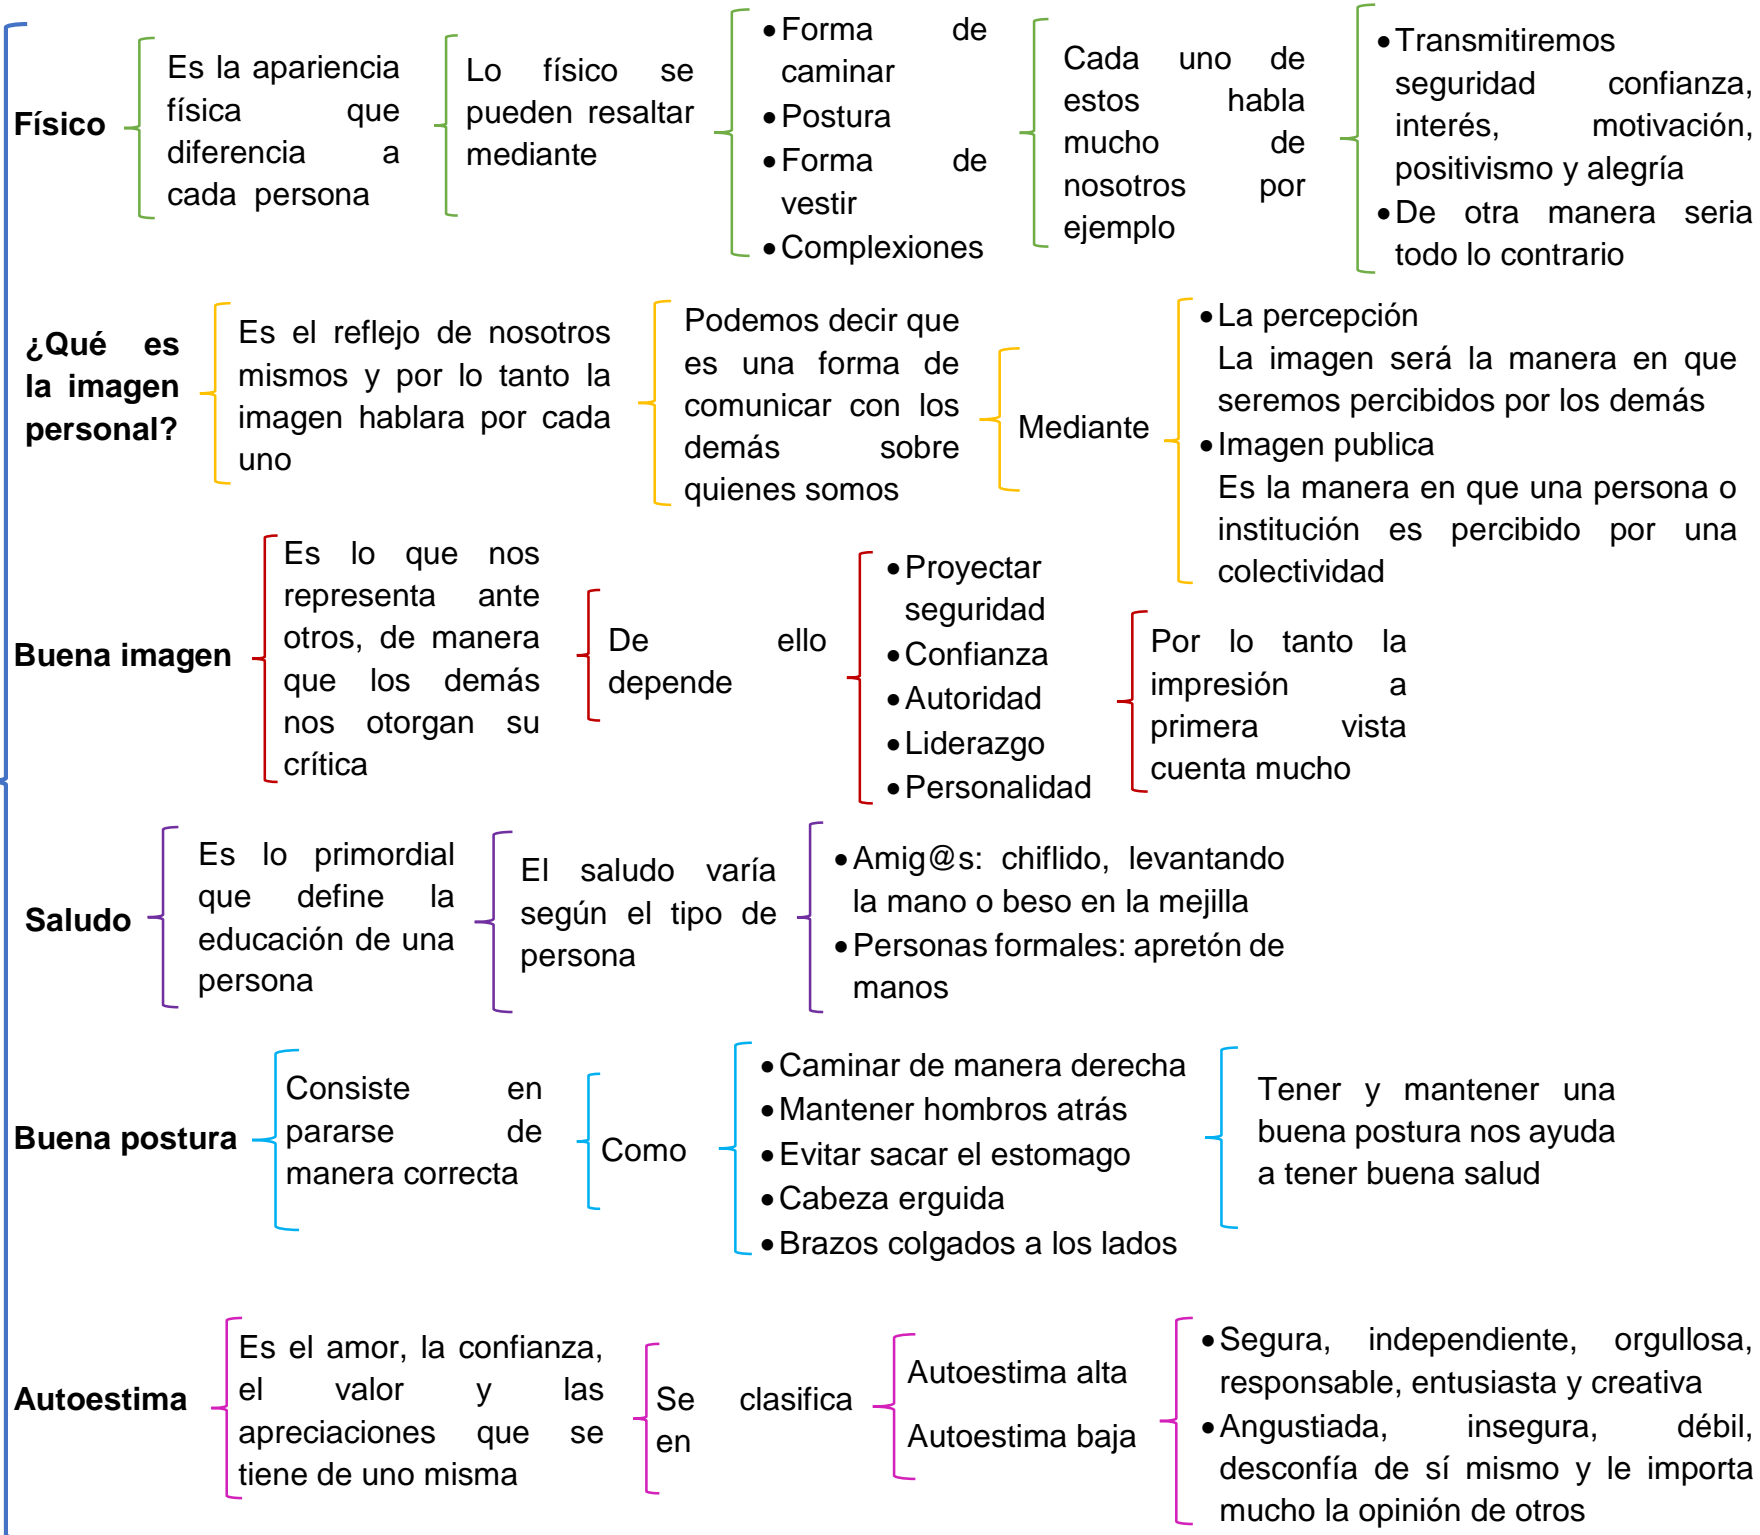 Físico
Es la apariencia
física que
diferencia a
cada persona
Lo físico se
pueden resaltar
mediante
•Forma de
caminar
•Postura
•Forma de
vestir
•Complexiones
Cada uno de
estos habla
mucho de
nosotros por
ejemplo
•Transmitiremos
seguridad confianza,
interés, motivación,
positivismo y alegría
•De otra manera seria
todo lo contrario
¿Qué es
la imagen
personal?
Es el reflejo de nosotros
mismos y por lo tanto la
imagen hablara por cada
uno
Podemos decir que
es una forma de
comunicar con los
demás sobre
quienes somos
Mediante
•La percepción
La imagen será la manera en que
seremos percibidos por los demás
•Imagen publica
Es la manera en que una persona o
institución es percibido por una
colectividad
Buena imagen
Es lo que nos
representa ante
otros, de manera
que los demás
nos otorgan su
crítica
De ello
depende
•Proyectar
seguridad
•Confianza
•Autoridad
•Liderazgo
•Personalidad
Por lo tanto la
impresión a
primera vista
cuenta mucho
Saludo
Es lo primordial
que define la
educación de una
persona
El saludo varía
según el tipo de
persona
•Amig@s: chiflido, levantando
la mano o beso en la mejilla
•Personas formales: apretón de
manos
Buena postura
Consiste en
pararse de
manera correcta
Como
•Caminar de manera derecha
•Mantener hombros atrás
•Evitar sacar el estomago
•Cabeza erguida
•Brazos colgados a los lados
Tener y mantener una
buena postura nos ayuda
a tener buena salud
Autoestima
Es el amor, la confianza,
el valor y las
apreciaciones que se
tiene de uno misma
Se clasifica
en
Autoestima alta
Autoestima baja
•Segura, independiente, orgullosa,
responsable, entusiasta y creativa
•Angustiada, insegura, débil,
desconfía de sí mismo y le importa
mucho la opinión de otros